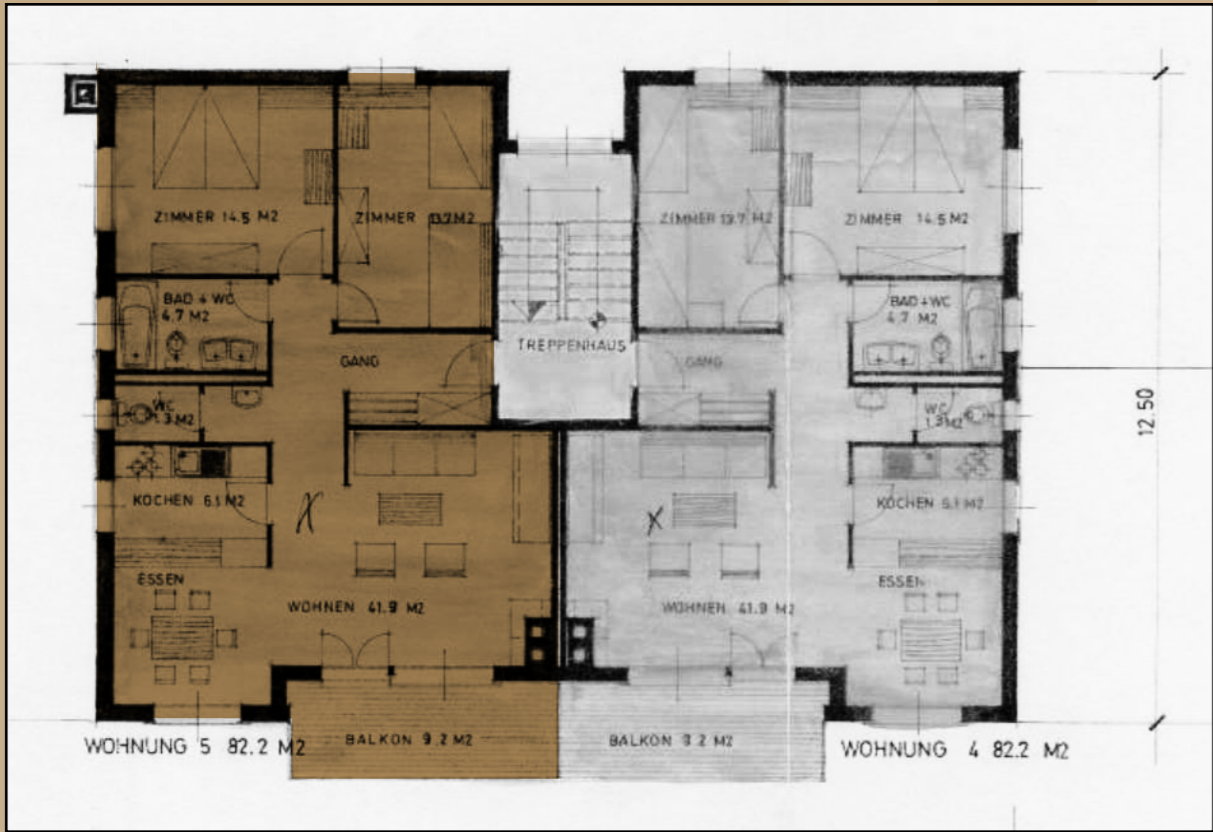 ZIMMER 14.5 M2
ZIMMER 13.7 M2
ZIMMER 13.7 M2
ZIMMER 14.5 M2
BAD + WC
4.7 M2
BAD+WC
4.7 M2
TREPPENHAUS
GANG
GANG
WC
1.3 M2
WC
1.3 M2
12.50
KOCHEN 6.1 M2
KOCHEN 6.1 M2
ESSEN
ESSEN
WOHNEN 41.9 M2
WOHNEN 41.9 M2
BALKON 9.2 M2
BALKON 9.2 M2
WOHNUNG 5 82.2 M2
WOHNUNG 4 82.2 M2